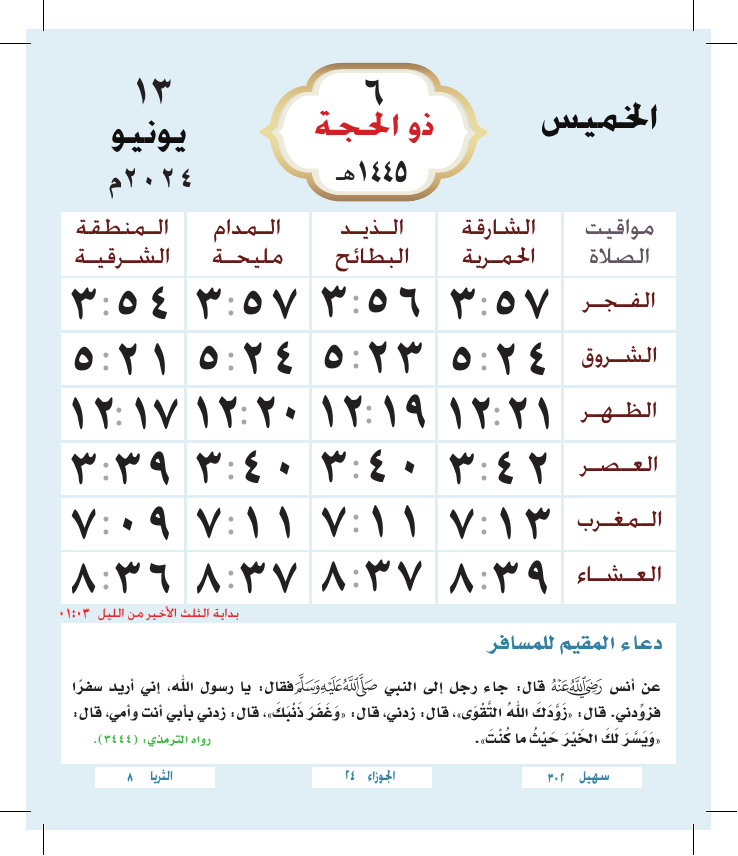 الخميس
٦
ذو الحجة
١٤٤٥هـ
١٣
يونيو
٢٠٢٤م
مواقيت الصلاة | الشارقة الحمرية | الذيد البطائح | المدام مليحة | المنطقة الشرقية
الفجر ٣:٥٧ ٣:٥٦ ٣:٥٧ ٣:٥٤
الشروق ٥:٢٤ ٥:٢٣ ٥:٢٤ ٥:٢١
الظهر ١٢:٢١ ١٢:١٩ ١٢:٢٠ ١٢:١٧
العصر ٣:٤٢ ٣:٤٠ ٣:٤٠ ٣:٣٩
المغرب ٧:١٣ ٧:١١ ٧:١١ ٧:٠٩
العشاء ٨:٣٩ ٨:٣٧ ٨:٣٧ ٨:٣٦
بداية الثلث الأخير من الليل ٠١:٠٣
دعاء المقيم للمسافر
عن أنس رَضِيَ اللَّهُ عَنْهُ قال: جاء رجل إلى النبي صَلَّى اللَّهُ عَلَيْهِ وَسَلَّمَ فقال: يا رسول الله، إني أريد سفرًا
فزوِّدني. قال: «زَوَّدَكَ اللهُ التَّقْوَى»، قال: زدني، قال: «وَغَفَرَ ذَنْبَكَ»، قال: زدني بأبي أنت وأمي، قال:
«وَيَسَّرَ لَكَ الخَيْرَ حَيْثُ ما كُنْتَ».
رواه الترمذي: (٣٤٤٤).
سهيل ٣٠٢
الجوزاء ٢٤
الثريا ٨